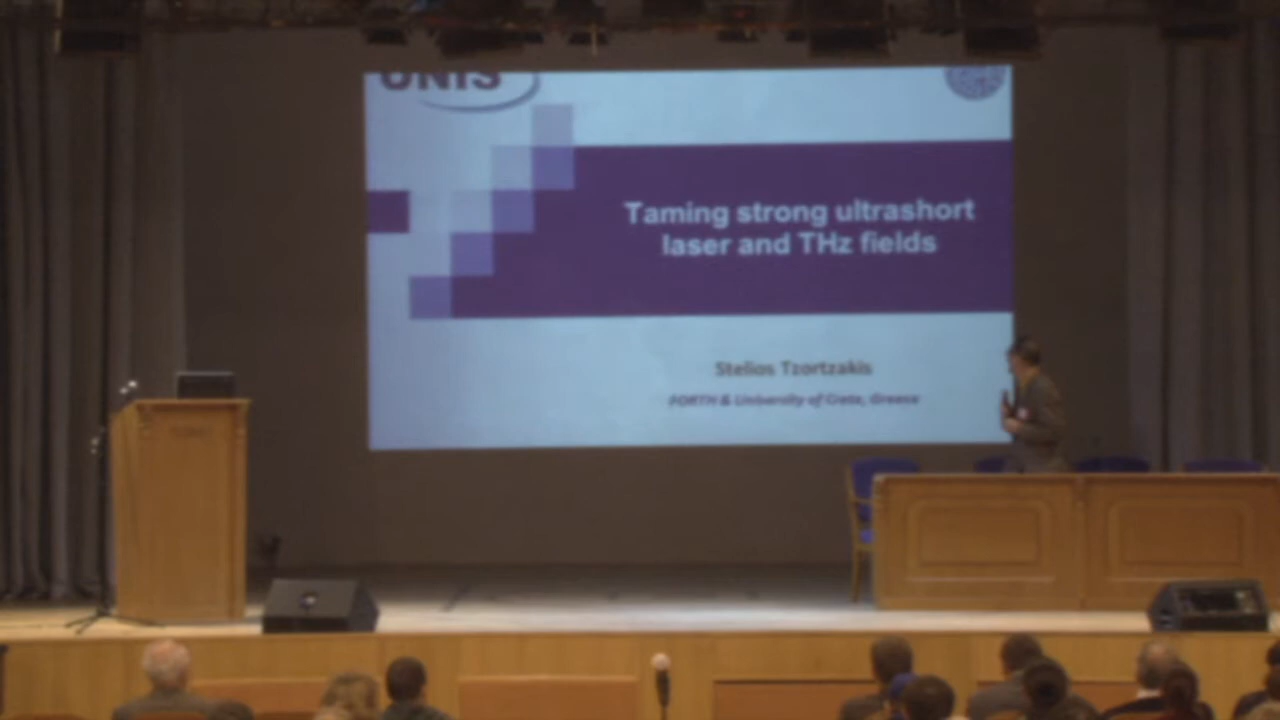 UNIS
Taming strong ultrashort
laser and THz fields
Stelios Tzortzakis
FORTH & University of Crete, Greece